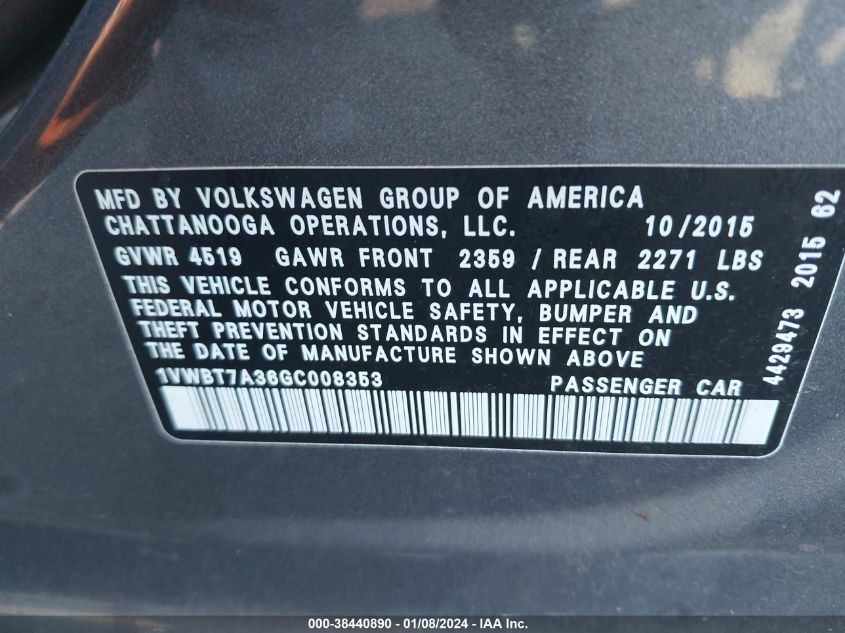 MFD BY VOLKSWAGEN GROUP OF AMERICA
CHATTANOOGA OPERATIONS, LLC. 10/2015
GVWR 4519 GAWR FRONT 2359 / REAR 2271 LBS
THIS VEHICLE CONFORMS TO ALL APPLICABLE U.S.
FEDERAL MOTOR VEHICLE SAFETY, BUMPER AND
THEFT PREVENTION STANDARDS IN EFFECT ON
THE DATE OF MANUFACTURE SHOWN ABOVE
1VWBT7A36GC008353 PASSENGER CAR
4429473 2015 62
000-38440890 - 01/08/2024 - IAA Inc.